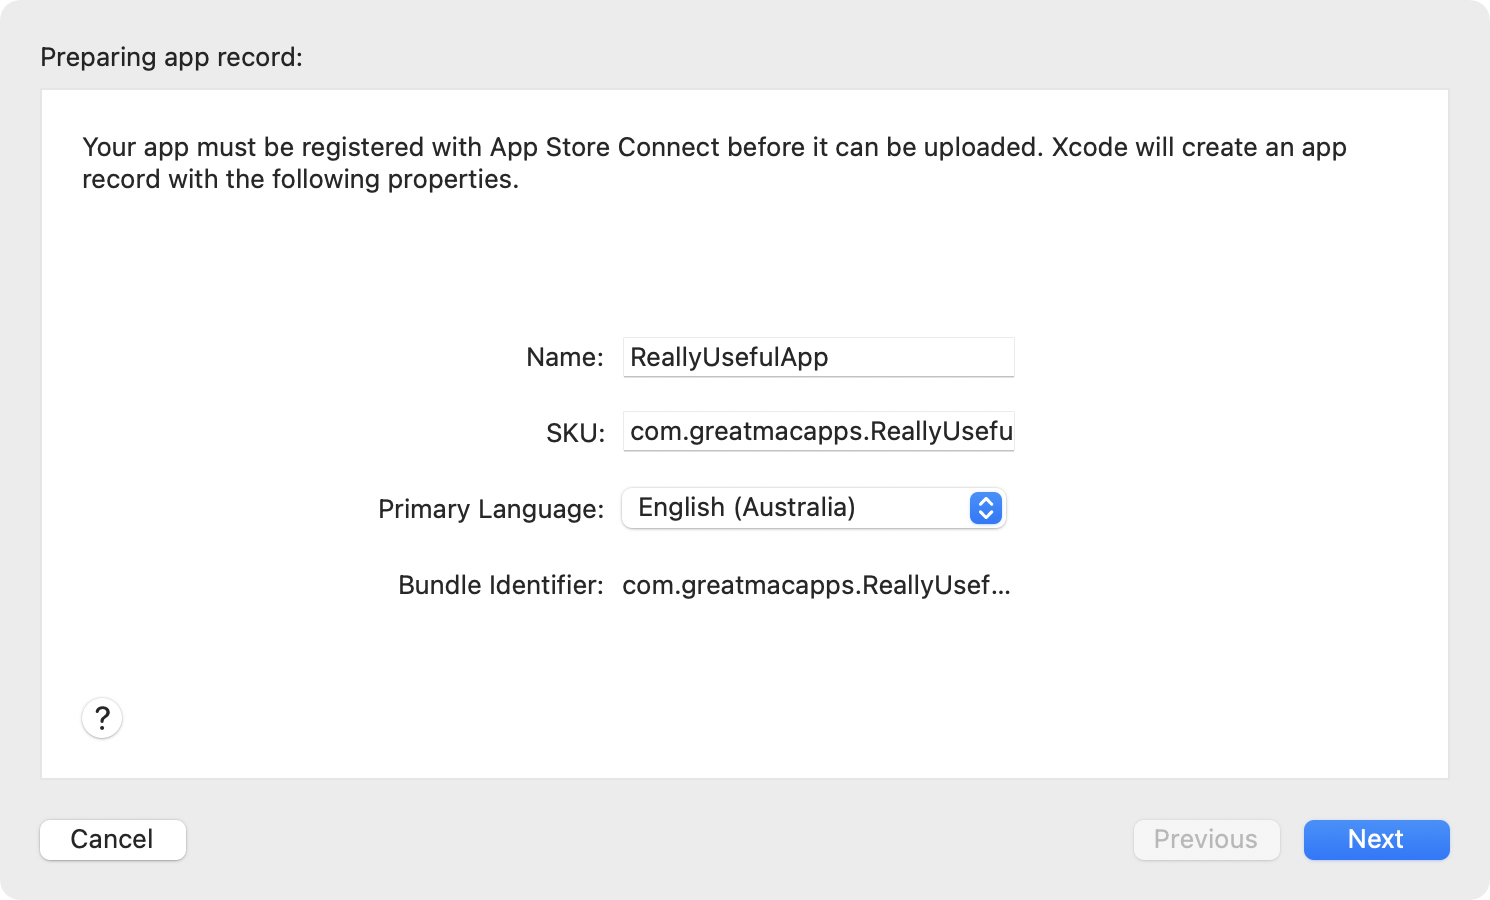 Preparing app record:
Your app must be registered with App Store Connect before it can be uploaded. Xcode will create an app
record with the following properties.
Name: ReallyUsefulApp
SKU: com.greatmacapps.ReallyUsefu
Primary Language: English (Australia)
Bundle Identifier: com.greatmacapps.ReallyUsef...
?
Cancel Previous Next